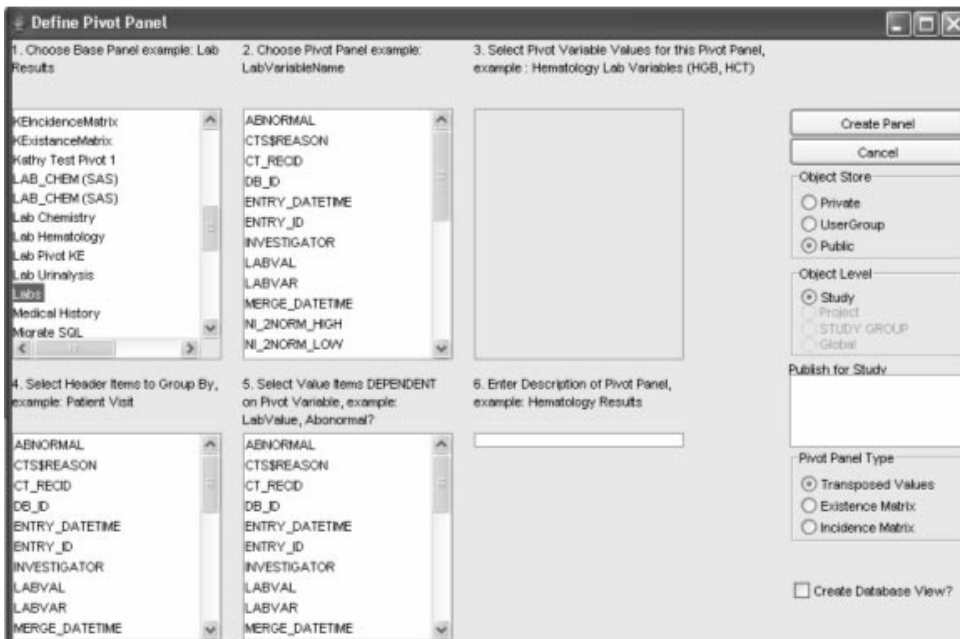 Define Pivot Panel
1. Choose Base Panel example: Lab
Results
2. Choose Pivot Panel example:
LabVariableName
3. Select Pivot Variable Values for this Pivot Panel,
example : Hematology Lab Variables (HGB, HCT)
KEIncidenceMatrix
KExistanceMatrix
Kathy Test Pivot 1
LAB_CHEM (SAS)
LAB_CHEM (SAS)
Lab Chemistry
Lab Hematology
Lab Pivot KE
Lab Urinalysis
Labs
Medical History
Migrate SQL
ABNORMAL
CTS$REASON
CT_RECID
DB_ID
ENTRY_DATETIME
ENTRY_ID
INVESTIGATOR
LABVAL
LABVAR
MERGE_DATETIME
NI_2NORM_HIGH
NI_2NORM_LOW
Create Panel
Cancel
Object Store
Private
UserGroup
Public
Object Level
Study
Project
STUDY GROUP
Global
Publish for Study
4. Select Header Items to Group By,
example: Patient Visit
5. Select Value Items DEPENDENT
on Pivot Variable, example:
LabValue, Abonormal?
6. Enter Description of Pivot Panel,
example: Hematology Results
ABNORMAL
CTS$REASON
CT_RECID
DB_ID
ENTRY_DATETIME
ENTRY_ID
INVESTIGATOR
LABVAL
LABVAR
MERGE_DATETIME
ABNORMAL
CTS$REASON
CT_RECID
DB_ID
ENTRY_DATETIME
ENTRY_ID
INVESTIGATOR
LABVAL
LABVAR
MERGE_DATETIME
Pivot Panel Type
Transposed Values
Existence Matrix
Incidence Matrix
Create Database View?